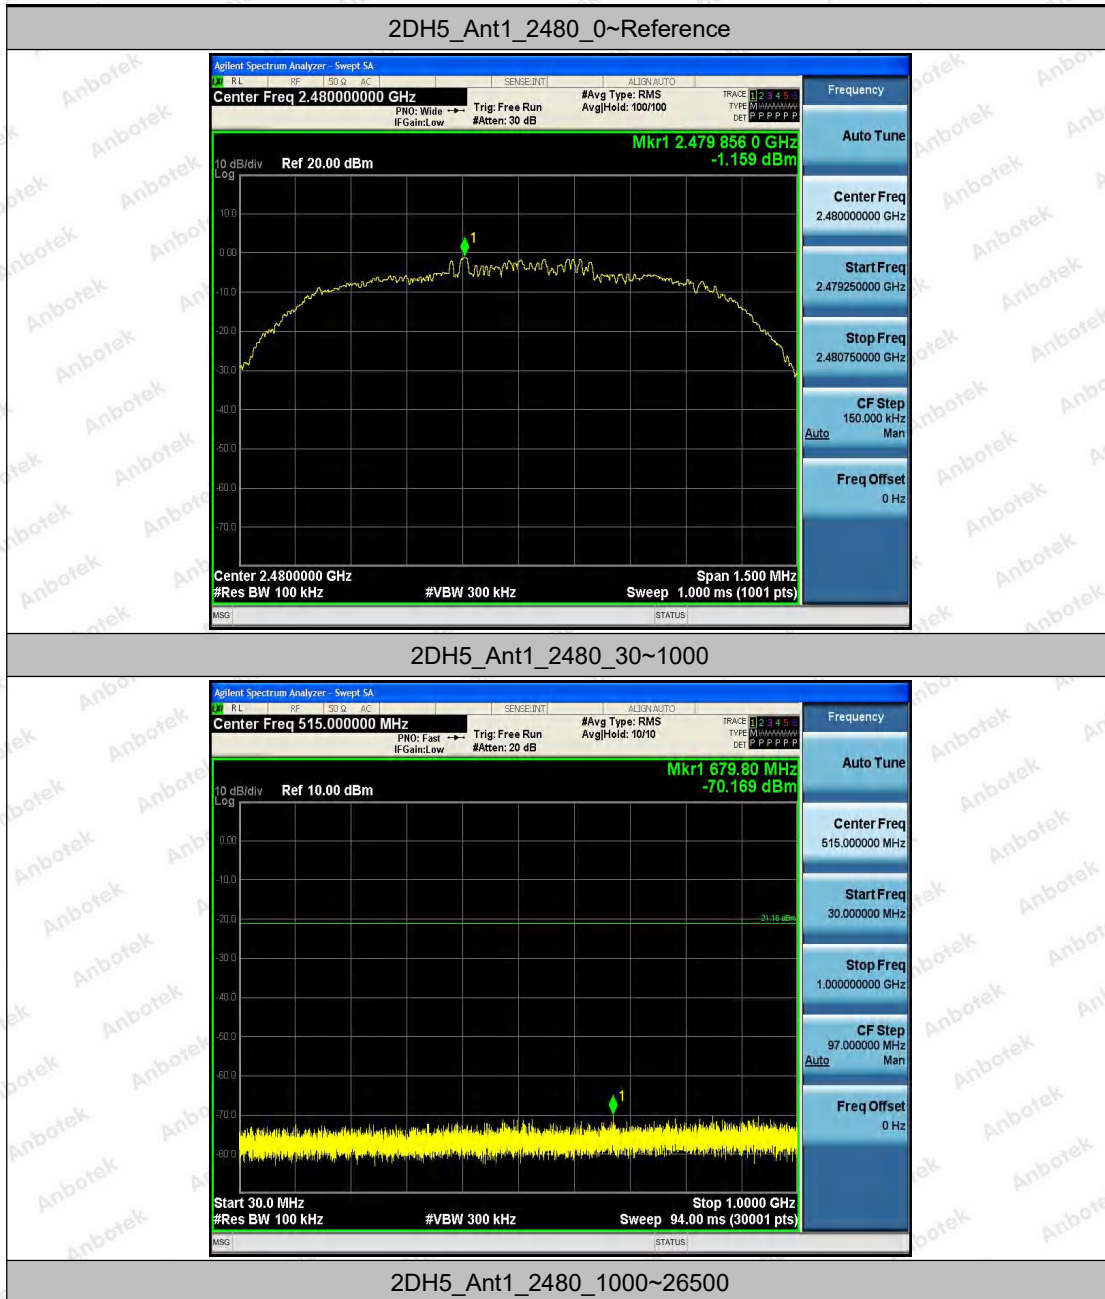 2DH5_Ant1_2480_0~Reference
Agilent Spectrum Analyzer - Swept SA
RL RF 50 Ω AC SENSE:INT ALIGN AUTO
Center Freq 2.480000000 GHz
PNO: Wide
IFGain:Low
Trig: Free Run
#Atten: 30 dB
#Avg Type: RMS
Avg|Hold: 100/100
TRACE 1 2 3 4 5 6
TYPE M
DET P P P P P P
Mkr1 2.479 856 0 GHz
-1.159 dBm
10 dB/div
Log
Ref 20.00 dBm
10.0
0.00
-10.0
-20.0
-30.0
-40.0
-50.0
-60.0
-70.0
1
Center 2.4800000 GHz
Span 1.500 MHz
#Res BW 100 kHz
#VBW 300 kHz
Sweep 1.000 ms (1001 pts)
MSG
STATUS
Frequency
Auto Tune
Center Freq
2.480000000 GHz
Start Freq
2.479250000 GHz
Stop Freq
2.480750000 GHz
CF Step
150.000 kHz
Auto Man
Freq Offset
0 Hz
2DH5_Ant1_2480_30~1000
Agilent Spectrum Analyzer - Swept SA
RL RF 50 Ω AC SENSE:INT ALIGN AUTO
Center Freq 515.000000 MHz
PNO: Fast
IFGain:Low
Trig: Free Run
#Atten: 20 dB
#Avg Type: RMS
Avg|Hold: 10/10
TRACE 1 2 3 4 5 6
TYPE M
DET P P P P P P
Mkr1 679.80 MHz
-70.169 dBm
10 dB/div
Log
Ref 10.00 dBm
0.00
-10.0
-20.0
-30.0
-40.0
-50.0
-60.0
-70.0
-80.0
-21.16 dBm
1
Start 30.0 MHz
Stop 1.0000 GHz
#Res BW 100 kHz
#VBW 300 kHz
Sweep 94.00 ms (30001 pts)
MSG
STATUS
Frequency
Auto Tune
Center Freq
515.000000 MHz
Start Freq
30.000000 MHz
Stop Freq
1.000000000 GHz
CF Step
97.000000 MHz
Auto Man
Freq Offset
0 Hz
2DH5_Ant1_2480_1000~26500
Anbotek